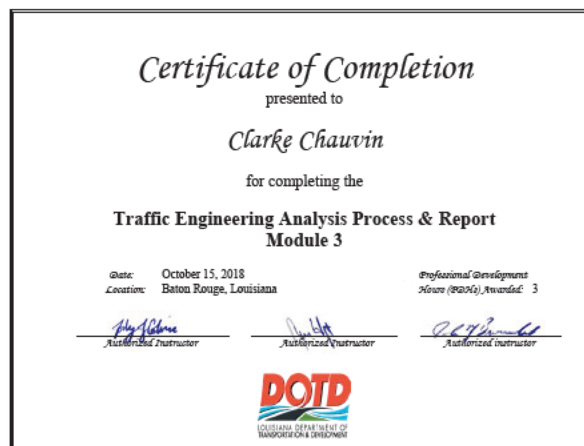 Certificate of Completion
presented to
Clarke Chauvin
for completing the
Traffic Engineering Analysis Process & Report
Module 3
Date: October 15, 2018
Location: Baton Rouge, Louisiana
Professional Development
Hours (PDHs) Awarded: 3
Authorized Instructor
Authorized Instructor
Authorized instructor
DOTD
LOUISIANA DEPARTMENT OF
TRANSPORTATION & DEVELOPMENT